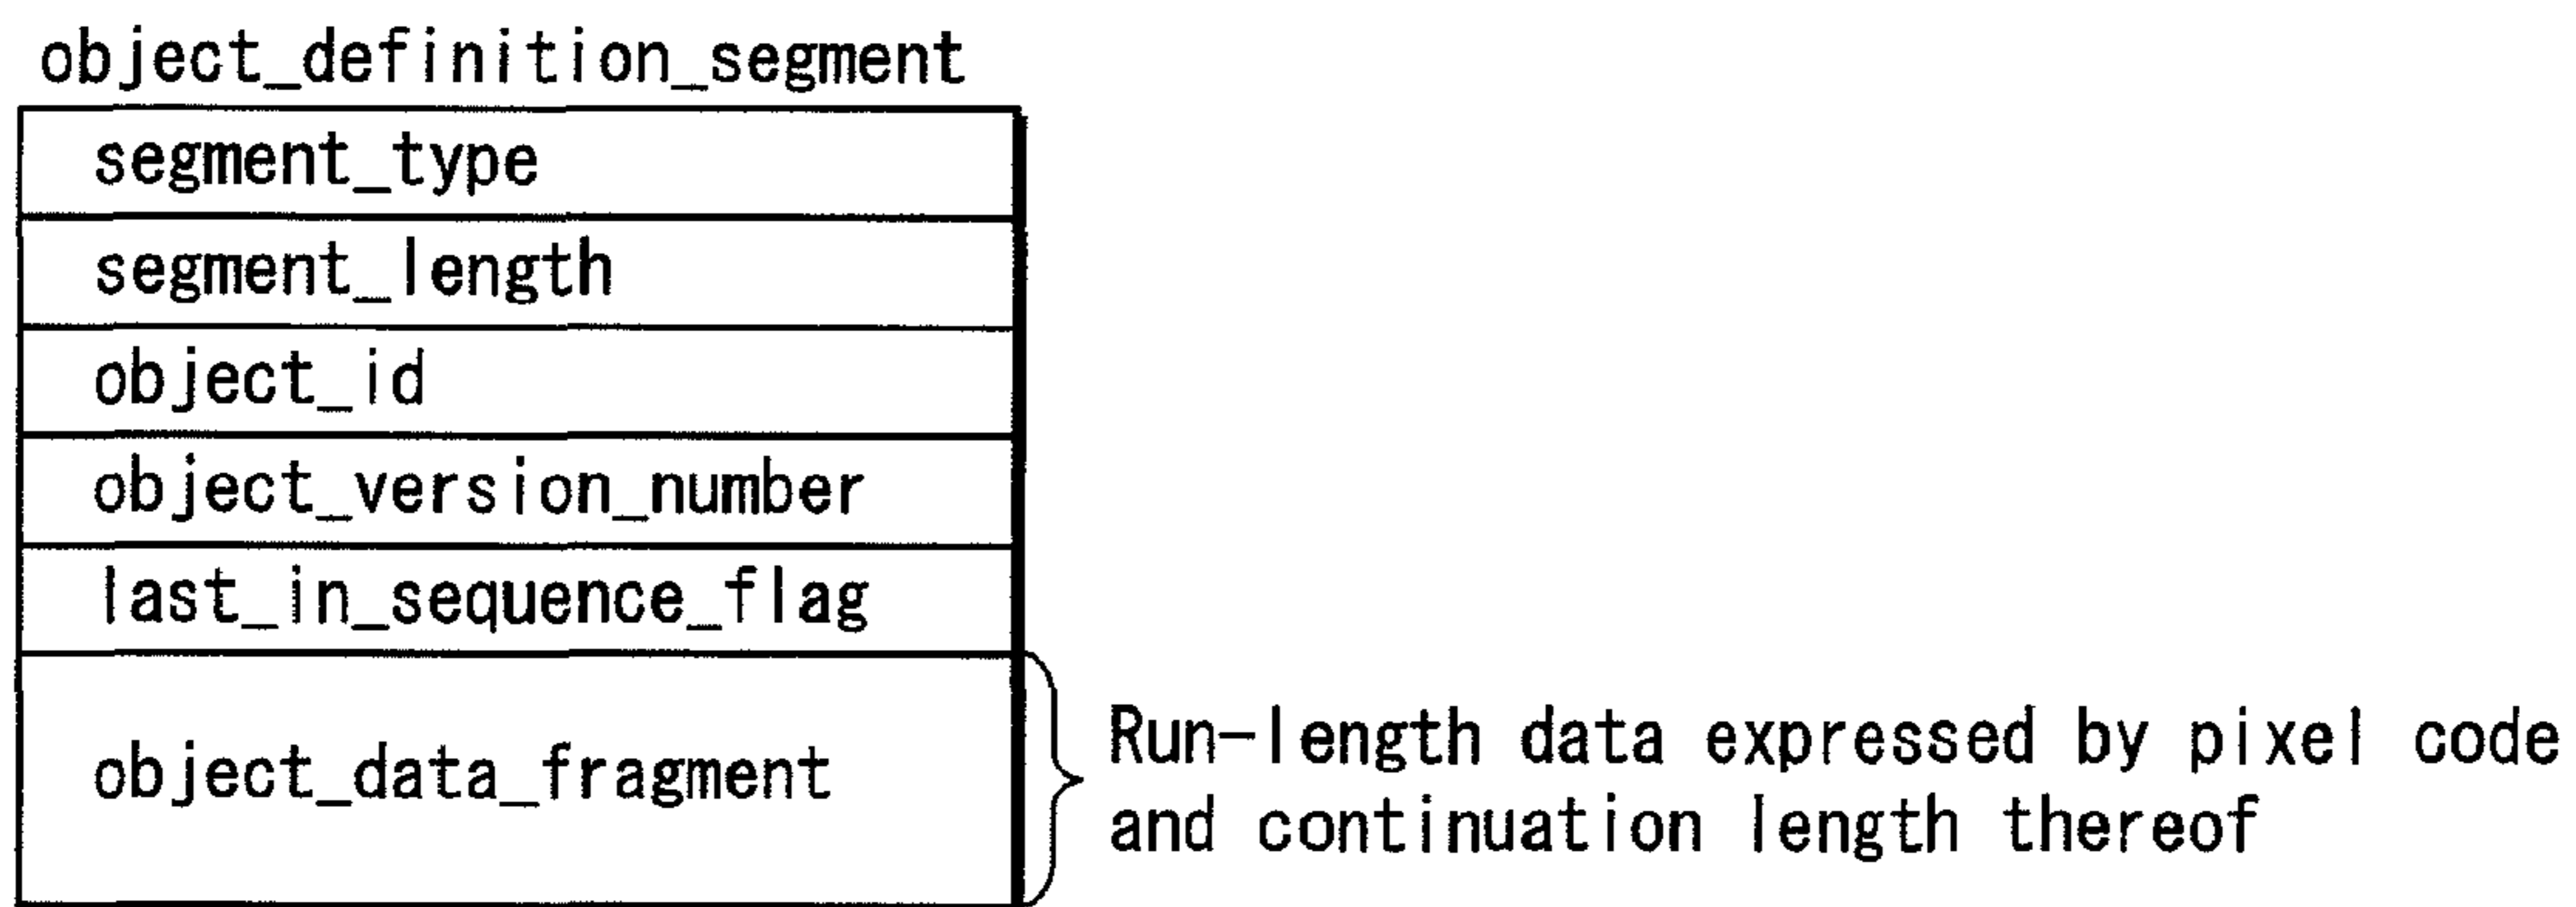 object_definition_segment
segment_type
segment_length
object_id
object_version_number
last_in_sequence_flag
object_data_fragment
Run-length data expressed by pixel code
and continuation length thereof